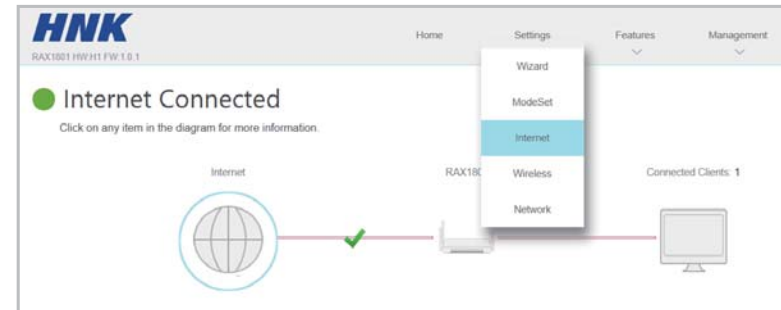 HNK
RAX1801 HW:H1 FW:1.0.1
Home Settings Features Management
Wizard
ModeSet
Internet
Wireless
Network
Internet Connected
Click on any item in the diagram for more information.
Internet
Connected Clients: 1